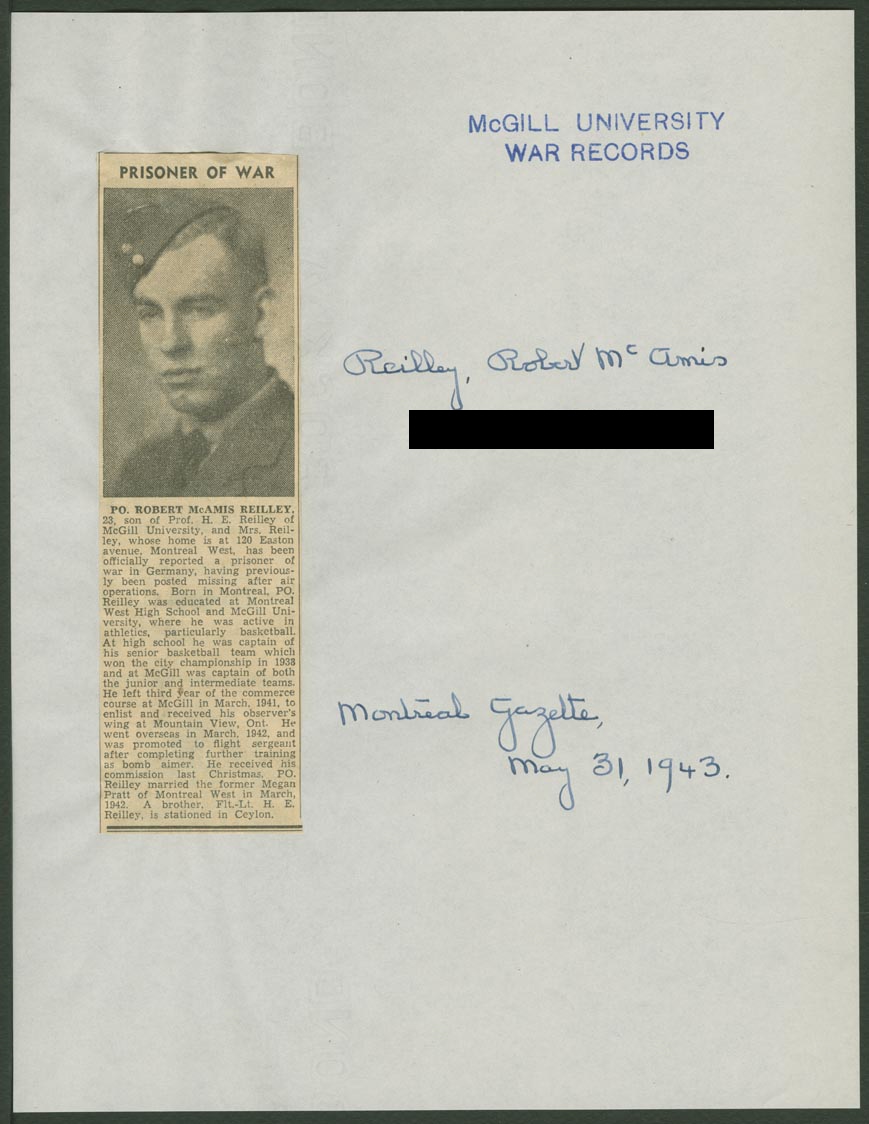 McGILL UNIVERSITY
WAR RECORDS
PRISONER OF WAR
Reilley, Robert Mc Amis
PO. ROBERT McAMIS REILLEY,
23, son of Prof. H. E. Reilley of
McGill University, and Mrs. Reil-
ley, whose home is at 120 Easton
avenue, Montreal West, has been
officially reported a prisoner of
war in Germany, having previous-
ly been posted missing after air
operations. Born in Montreal, PO.
Reilley was educated at Montreal
West High School and McGill Uni-
versity, where he was active in
athletics, particularly basketball.
At high school he was captain of
his senior basketball team which
won the city championship in 1938
and at McGill was captain of both
the junior and intermediate teams.
He left third year of the commerce
course at McGill in March, 1941, to
enlist and received his observer's
wing at Mountain View, Ont. He
went overseas in March, 1942, and
was promoted to flight sergeant
after completing further training
as bomb aimer. He received his
commission last Christmas. PO.
Reilley married the former Megan
Pratt of Montreal West in March,
1942. A brother, Flt.-Lt. H. E.
Reilley, is stationed in Ceylon.
Montreal Gazette,
May 31, 1943.